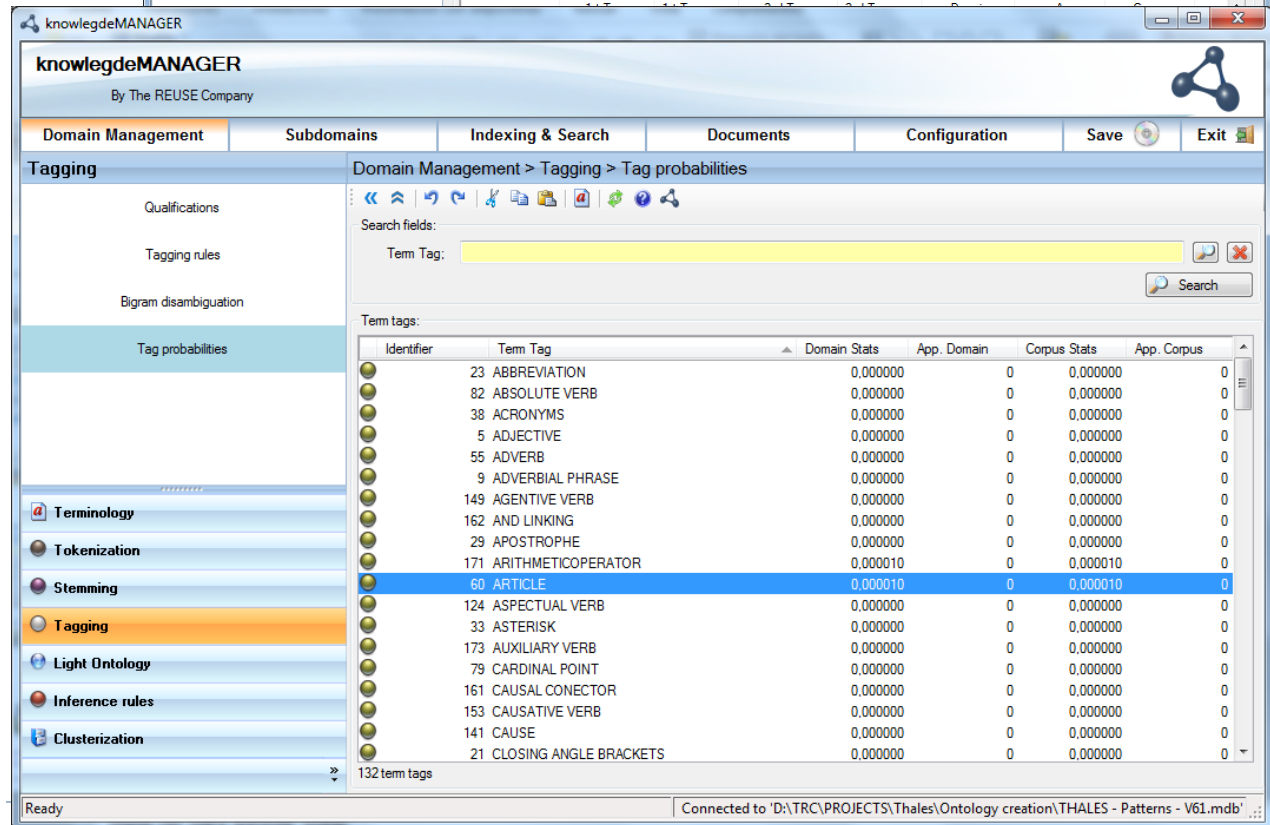 knowlegdeMANAGER
knowlegdeMANAGER
By The REUSE Company
Domain Management Subdomains Indexing & Search Documents Configuration Save Exit
Tagging
Qualifications
Tagging rules
Bigram disambiguation
Tag probabilities
Terminology
Tokenization
Stemming
Tagging
Light Ontology
Inference rules
Clusterization
Domain Management > Tagging > Tag probabilities
Search fields:
Term Tag:
Search
Term tags:
Identifier Term Tag Domain Stats App. Domain Corpus Stats App. Corpus
23 ABBREVIATION 0,000000 0 0,000000 0
82 ABSOLUTE VERB 0,000000 0 0,000000 0
38 ACRONYMS 0,000000 0 0,000000 0
5 ADJECTIVE 0,000000 0 0,000000 0
55 ADVERB 0,000000 0 0,000000 0
9 ADVERBIAL PHRASE 0,000000 0 0,000000 0
149 AGENTIVE VERB 0,000000 0 0,000000 0
162 AND LINKING 0,000000 0 0,000000 0
29 APOSTROPHE 0,000000 0 0,000000 0
171 ARITHMETICOPERATOR 0,000010 0 0,000010 0
60 ARTICLE 0,000010 0 0,000010 0
124 ASPECTUAL VERB 0,000000 0 0,000000 0
33 ASTERISK 0,000000 0 0,000000 0
173 AUXILIARY VERB 0,000000 0 0,000000 0
79 CARDINAL POINT 0,000000 0 0,000000 0
161 CAUSAL CONECTOR 0,000000 0 0,000000 0
153 CAUSATIVE VERB 0,000000 0 0,000000 0
141 CAUSE 0,000000 0 0,000000 0
21 CLOSING ANGLE BRACKETS 0,000000 0 0,000000 0
132 term tags
Ready
Connected to 'D:\TRC\PROJECTS\Thales\Ontology creation\THALES - Patterns - V61.mdb'